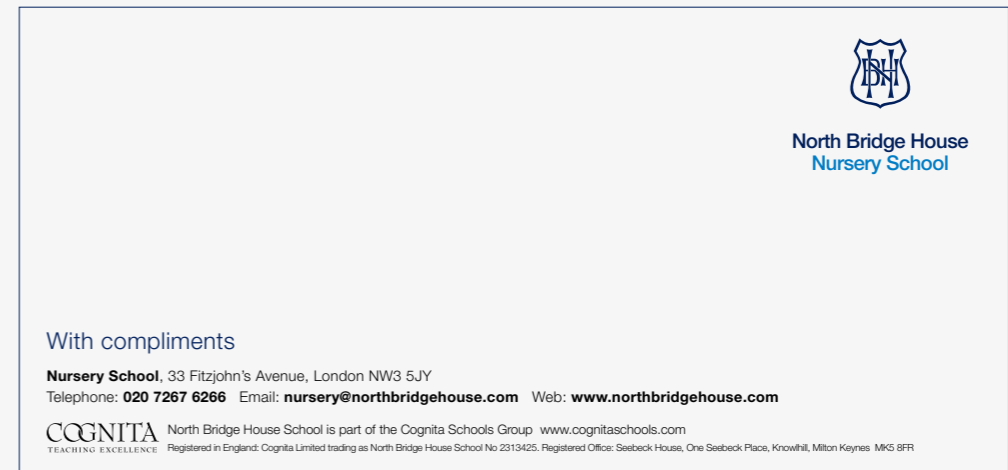 NBH
North Bridge House
Nursery School
With compliments
Nursery School, 33 Fitzjohn's Avenue, London NW3 5JY
Telephone: 020 7267 6266 Email: nursery@northbridgehouse.com Web: www.northbridgehouse.com
COGNITA North Bridge House School is part of the Cognita Schools Group www.cognitaschools.com
TEACHING EXCELLENCE Registered in England: Cognita Limited trading as North Bridge House School No 2313425. Registered Office: Seebeck House, One Seebeck Place, Knowlhill, Milton Keynes MK5 8FR